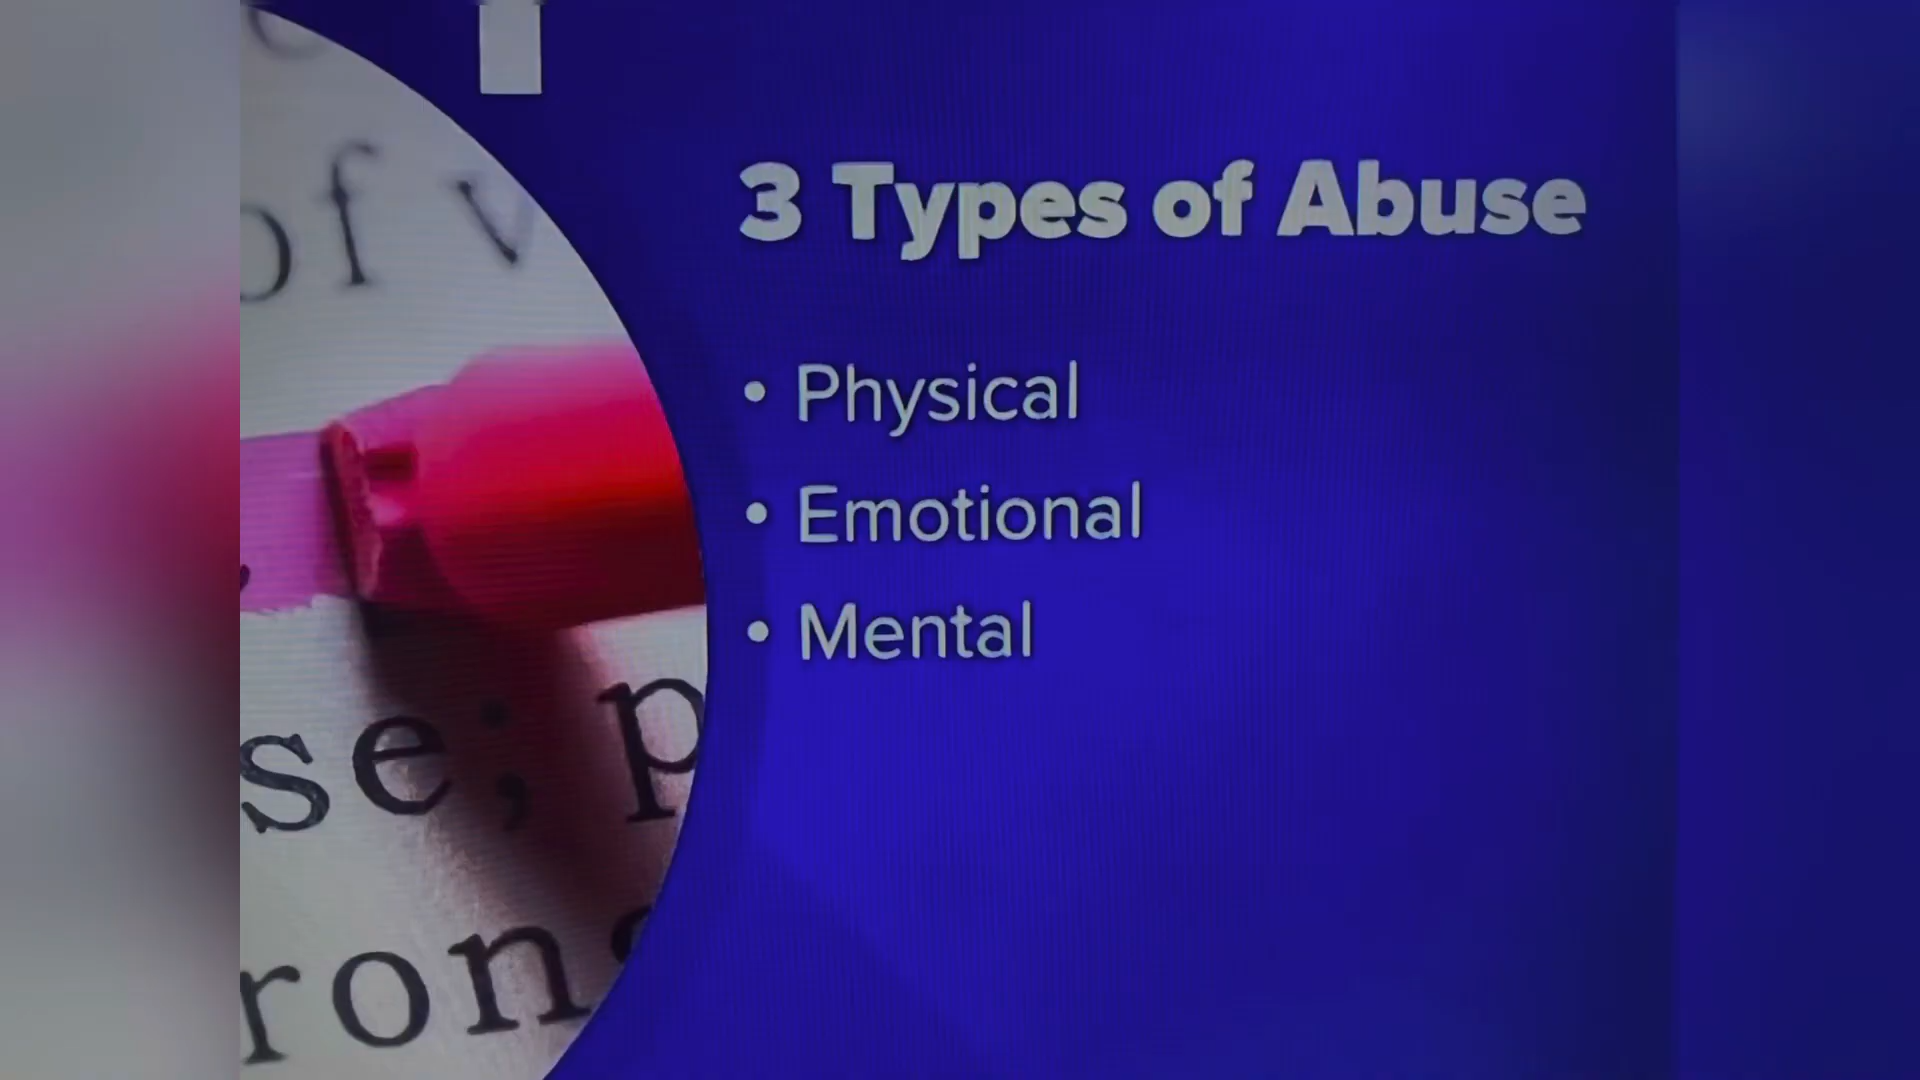 of v
3 Types of Abuse
• Physical
• Emotional
• Mental
se; p
ron